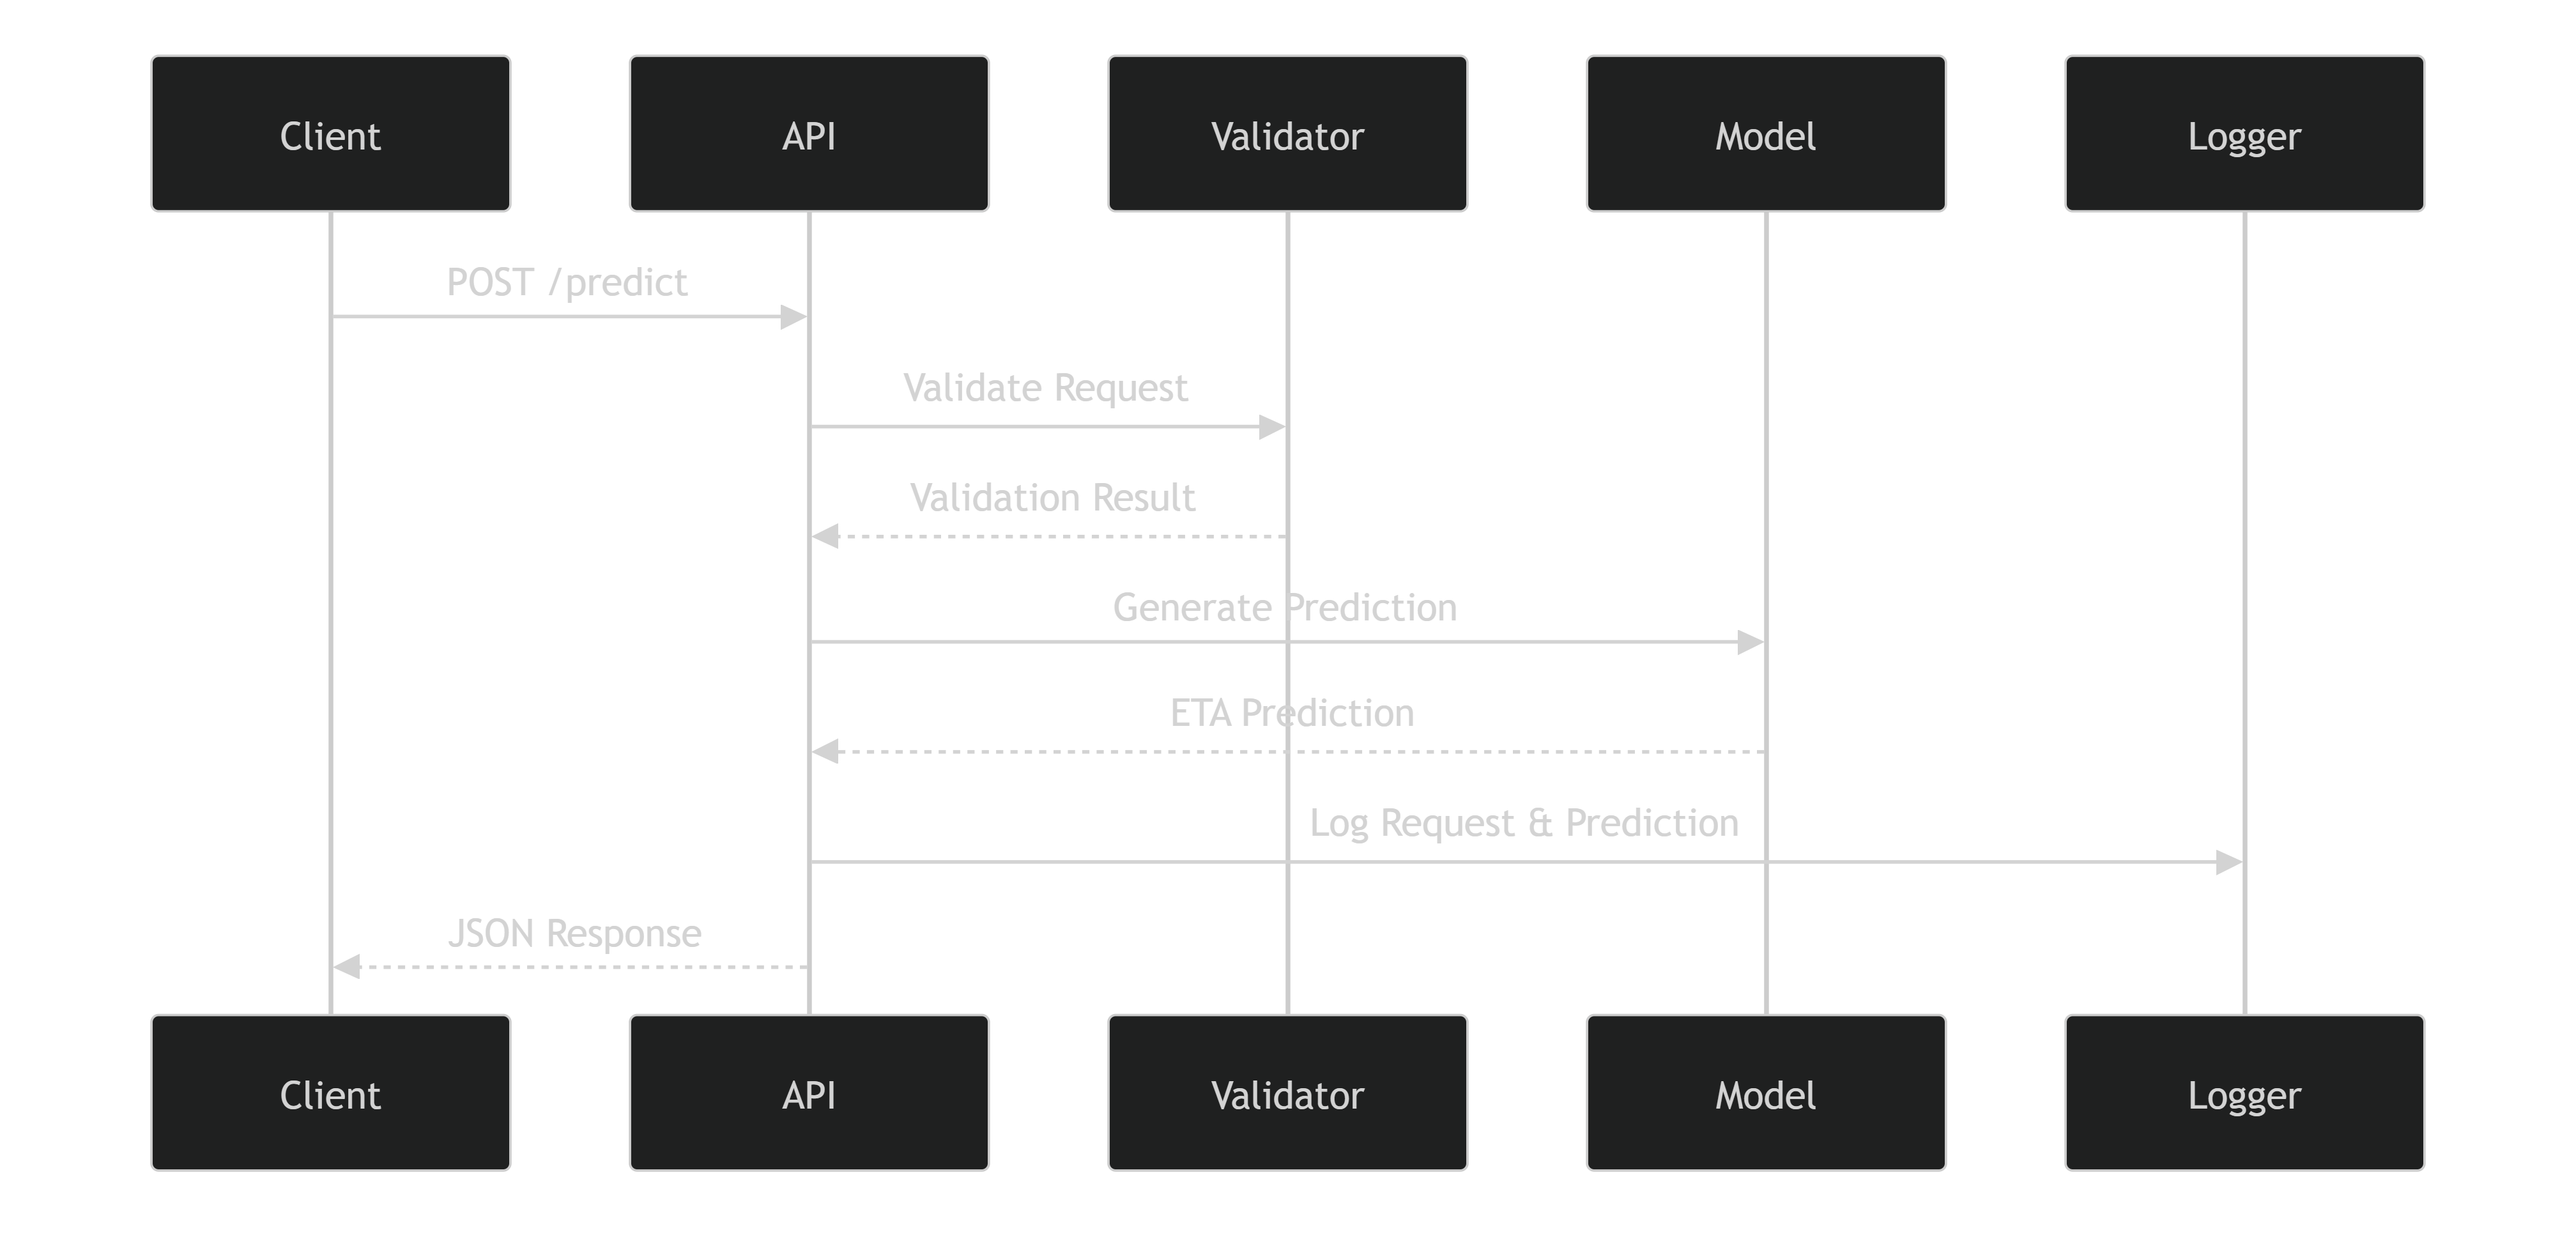 Client
API
Validator
Model
Logger
POST /predict
Validate Request
Validation Result
Generate Prediction
ETA Prediction
Log Request & Prediction
JSON Response
Client
API
Validator
Model
Logger